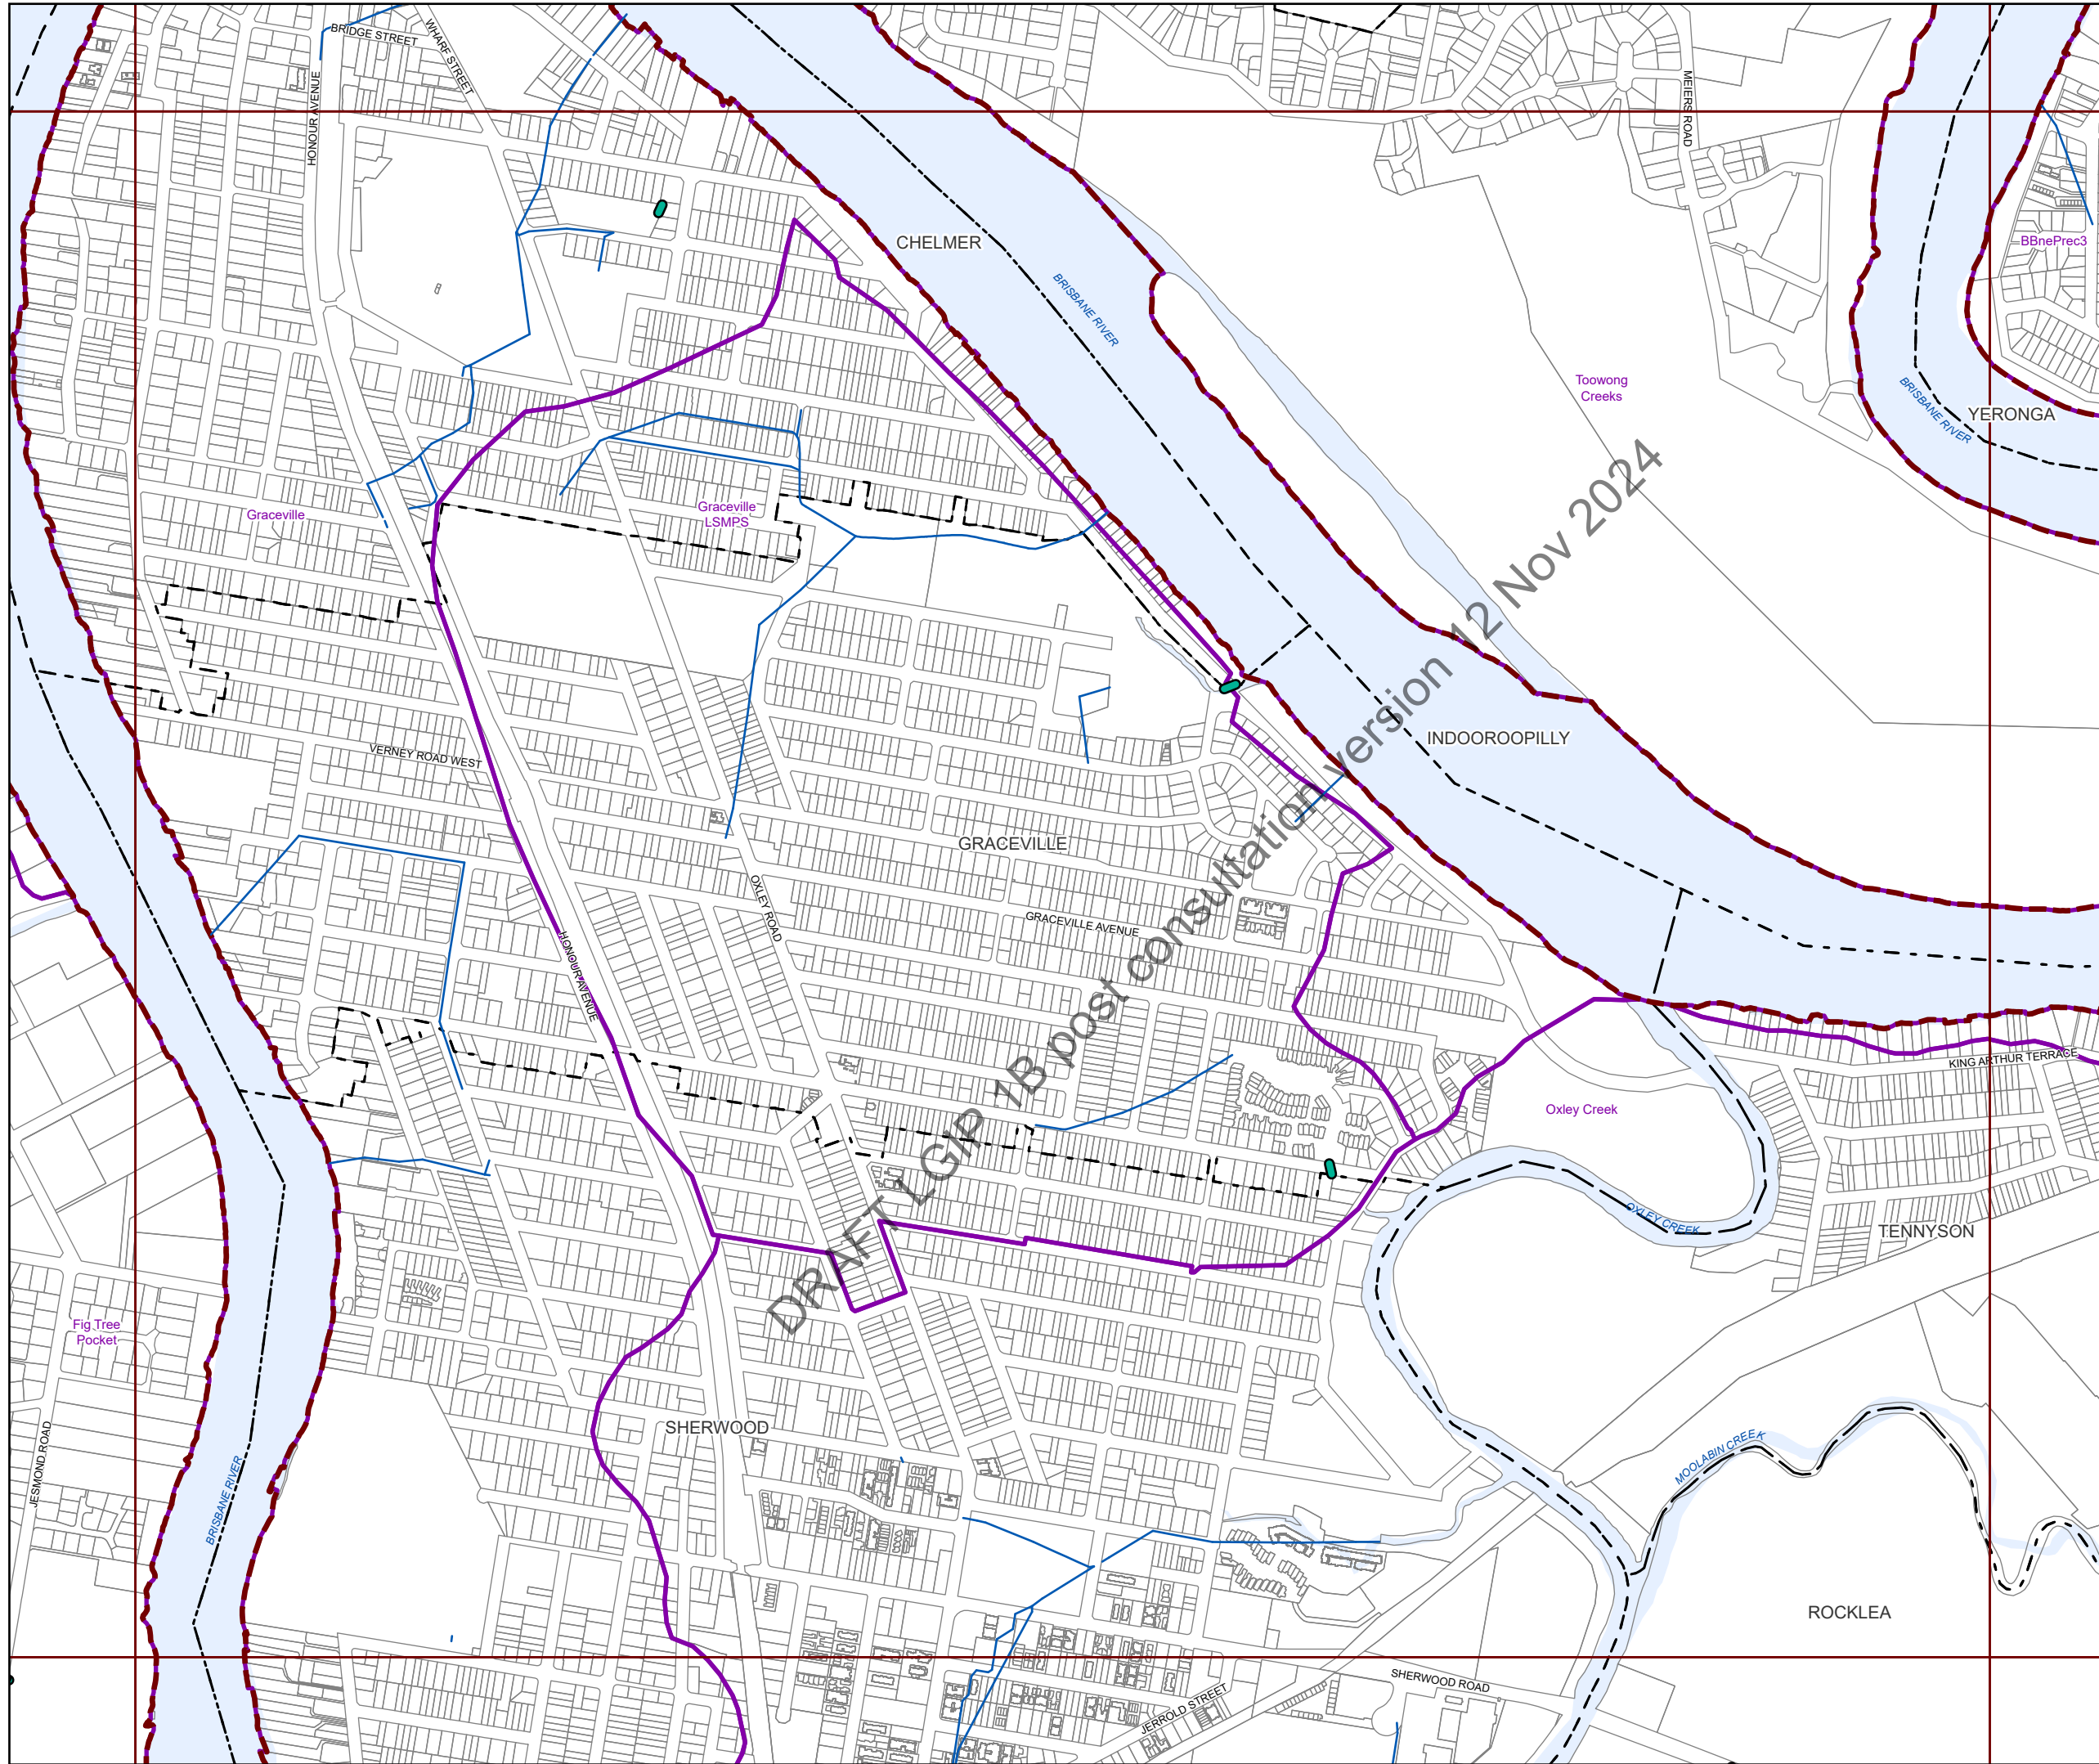 BRIDGE STREET
WHARF STREET
HONOUR AVENUE
MEIERS ROAD
CHELMER
BRISBANE RIVER
BBnePrec3
Toowong
Creeks
BRISBANE RIVER
YERONGA
Graceville
Graceville
LSMPS
VERNEY ROAD WEST
INDOOROOPILLY
GRACEVILLE
OXLEY ROAD
GRACEVILLE AVENUE
HONOUR AVENUE
DRAFT LGIP 1B post consultation version 12 Nov 2024
KING ARTHUR TERRACE
Oxley Creek
OXLEY CREEK
TENNYSON
Fig Tree
Pocket
SHERWOOD
JESMOND ROAD
BRISBANE RIVER
MOOLABIN CREEK
ROCKLEA
SHERWOOD ROAD
JERROLD STREET